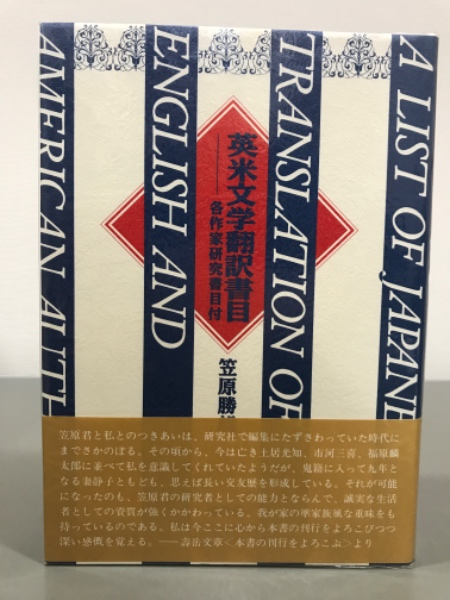 A LIST OF JAPANE
TRANSLATION OF
ENGLISH AND
AMERICAN AUTH
英米文学翻訳書目
各作家研究書目付
笠原勝
笠原君と私とのつきあいは、研究社で編集にたずさわっていた時代に
までさかのぼる。その頃から、今は亡き土居光知、市河三喜、福原麟
太郎に並べて私を意識してくれていたようだが、鬼籍に入って九年と
なる妻静子ともども、思えば長い交友歴を形成している。それが可能
になったのも、笠原君の研究者としての能力とならんで、誠実な生活
者としての資質が強くかかわっている。我が家の準家族風な重味をも
持っているのである。私は今ここに心から本書の刊行をよろこびつつ
深い感慨を覚える。——壽岳文章<本書の刊行をよろこぶ>より